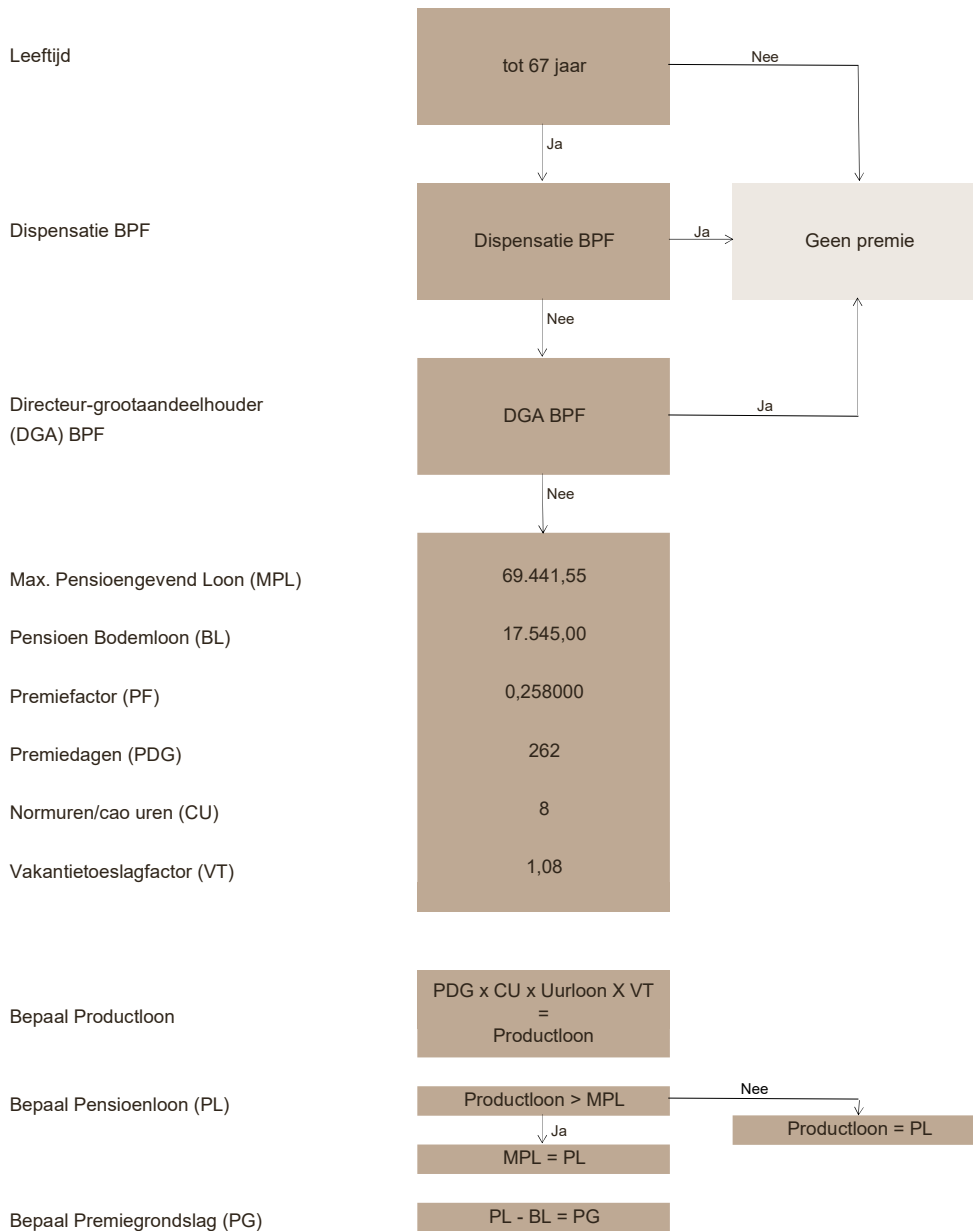 Leeftijd
tot 67 jaar
Nee
Ja
Dispensatie BPF
Dispensatie BPF
Ja
Geen premie
Nee
Directeur-grootaandeelhouder
(DGA) BPF
DGA BPF
Ja
Nee
Max. Pensioengevend Loon (MPL)
69.441,55
Pensioen Bodemloon (BL)
17.545,00
Premiefactor (PF)
0,258000
Premiedagen (PDG)
262
Normuren/cao uren (CU)
8
Vakantietoeslagfactor (VT)
1,08
Bepaal Productloon
PDG x CU x Uurloon X VT
=
Productloon
Bepaal Pensioenloon (PL)
Productloon > MPL
Nee
Ja
Productloon = PL
MPL = PL
Bepaal Premiegrondslag (PG)
PL - BL = PG